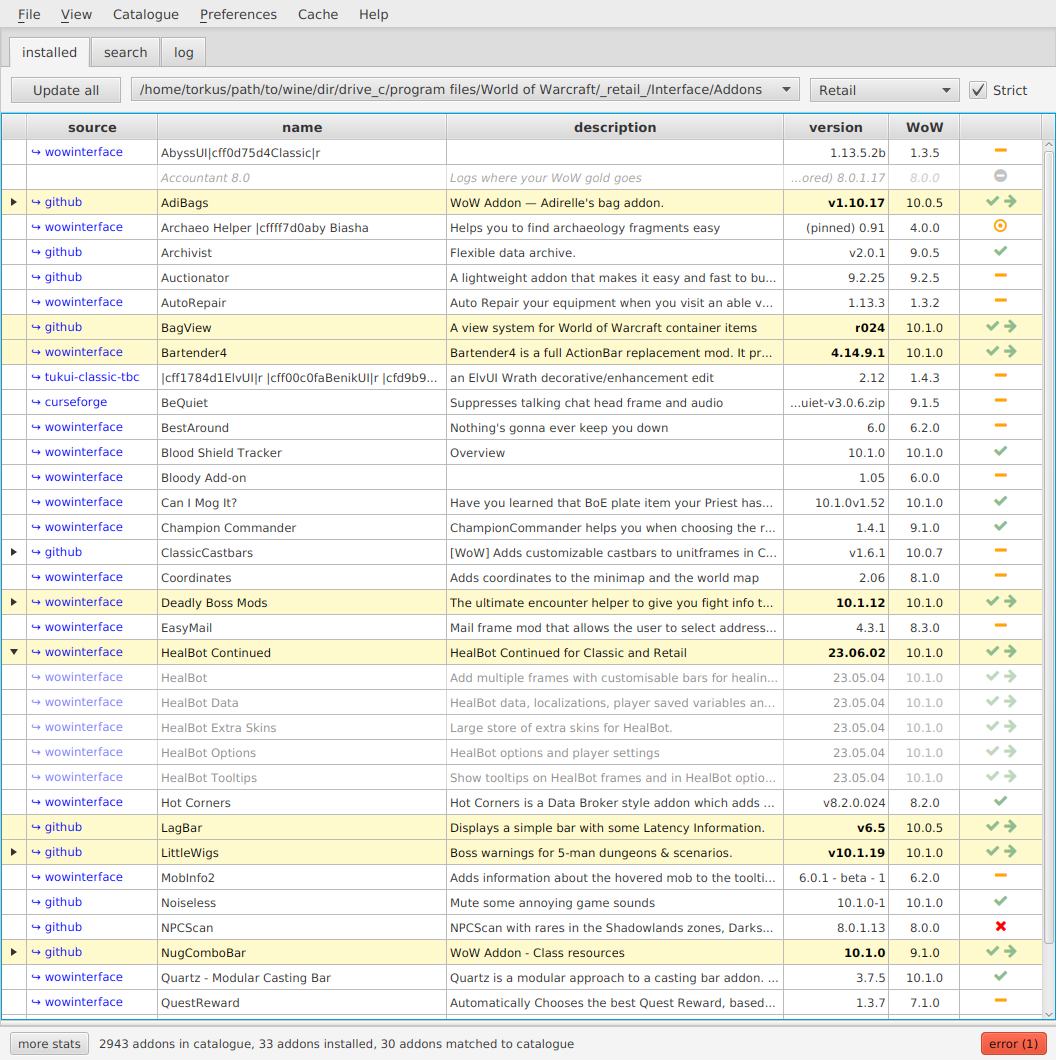 File View Catalogue Preferences Cache Help
installed search log
Update all /home/torkus/path/to/wine/dir/drive_c/program files/World of Warcraft/_retail_/Interface/Addons Retail Strict
source name description version WoW
↪ wowinterface AbyssUI|cff0d75d4Classic|r 1.13.5.2b 1.3.5
Accountant 8.0 Logs where your WoW gold goes ...ored) 8.0.1.17 8.0.0
↪ github AdiBags WoW Addon — Adirelle's bag addon. v1.10.17 10.0.5
↪ wowinterface Archaeo Helper |cffff7d0aby Biasha Helps you to find archaeology fragments easy (pinned) 0.91 4.0.0
↪ github Archivist Flexible data archive. v2.0.1 9.0.5
↪ github Auctionator A lightweight addon that makes it easy and fast to bu... 9.2.25 9.2.5
↪ wowinterface AutoRepair Auto Repair your equipment when you visit an able v... 1.13.3 1.3.2
↪ github BagView A view system for World of Warcraft container items r024 10.1.0
↪ wowinterface Bartender4 Bartender4 is a full ActionBar replacement mod. It pr... 4.14.9.1 10.1.0
↪ tukui-classic-tbc |cff1784d1ElvUI|r |cff00c0faBenikUI|r |cfd9b9... an ElvUI Wrath decorative/enhancement edit 2.12 1.4.3
↪ curseforge BeQuiet Suppresses talking chat head frame and audio ...uiet-v3.0.6.zip 9.1.5
↪ wowinterface BestAround Nothing's gonna ever keep you down 6.0 6.2.0
↪ wowinterface Blood Shield Tracker Overview 10.1.0 10.1.0
↪ wowinterface Bloody Add-on 1.05 6.0.0
↪ wowinterface Can I Mog It? Have you learned that BoE plate item your Priest has... 10.1.0v1.52 10.1.0
↪ wowinterface Champion Commander ChampionCommander helps you when choosing the r... 1.4.1 9.1.0
↪ github ClassicCastbars [WoW] Adds customizable castbars to unitframes in C... v1.6.1 10.0.7
↪ wowinterface Coordinates Adds coordinates to the minimap and the world map 2.06 8.1.0
↪ wowinterface Deadly Boss Mods The ultimate encounter helper to give you fight info t... 10.1.12 10.1.0
↪ wowinterface EasyMail Mail frame mod that allows the user to select address... 4.3.1 8.3.0
↪ wowinterface HealBot Continued HealBot Continued for Classic and Retail 23.06.02 10.1.0
↪ wowinterface HealBot Add multiple frames with customisable bars for healin... 23.05.04 10.1.0
↪ wowinterface HealBot Data HealBot data, localizations, player saved variables an... 23.05.04 10.1.0
↪ wowinterface HealBot Extra Skins Large store of extra skins for HealBot. 23.05.04 10.1.0
↪ wowinterface HealBot Options HealBot options and player settings 23.05.04 10.1.0
↪ wowinterface HealBot Tooltips Show tooltips on HealBot frames and in HealBot optio... 23.05.04 10.1.0
↪ wowinterface Hot Corners Hot Corners is a Data Broker style addon which adds ... v8.2.0.024 8.2.0
↪ github LagBar Displays a simple bar with some Latency Information. v6.5 10.0.5
↪ github LittleWigs Boss warnings for 5-man dungeons & scenarios. v10.1.19 10.1.0
↪ wowinterface MobInfo2 Adds information about the hovered mob to the toolti... 6.0.1 - beta - 1 6.2.0
↪ github Noiseless Mute some annoying game sounds 10.1.0-1 10.1.0
↪ github NPCScan NPCScan with rares in the Shadowlands zones, Darks... 8.0.1.13 8.0.0
↪ github NugComboBar WoW Addon - Class resources 10.1.0 9.1.0
↪ wowinterface Quartz - Modular Casting Bar Quartz is a modular approach to a casting bar addon. ... 3.7.5 10.1.0
↪ wowinterface QuestReward Automatically Chooses the best Quest Reward, based... 1.3.7 7.1.0
more stats 2943 addons in catalogue, 33 addons installed, 30 addons matched to catalogue error (1)